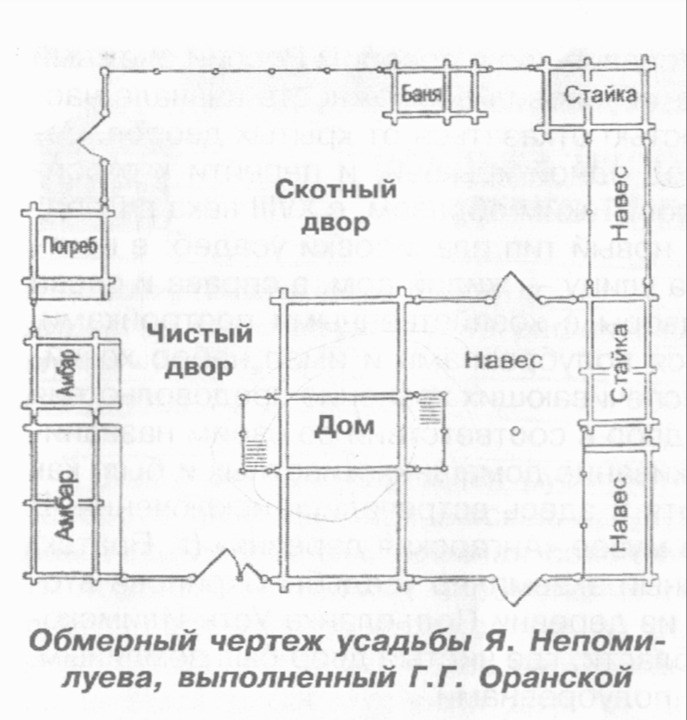 Баня
Стайка
Скотный
двор
Навес
Погреб
Чистый
двор
Навес
Стайка
Амбар
Дом
Амбар
Навес
Обмерный чертеж усадьбы Я. Непоми-
луева, выполненный Г.Г. Оранской